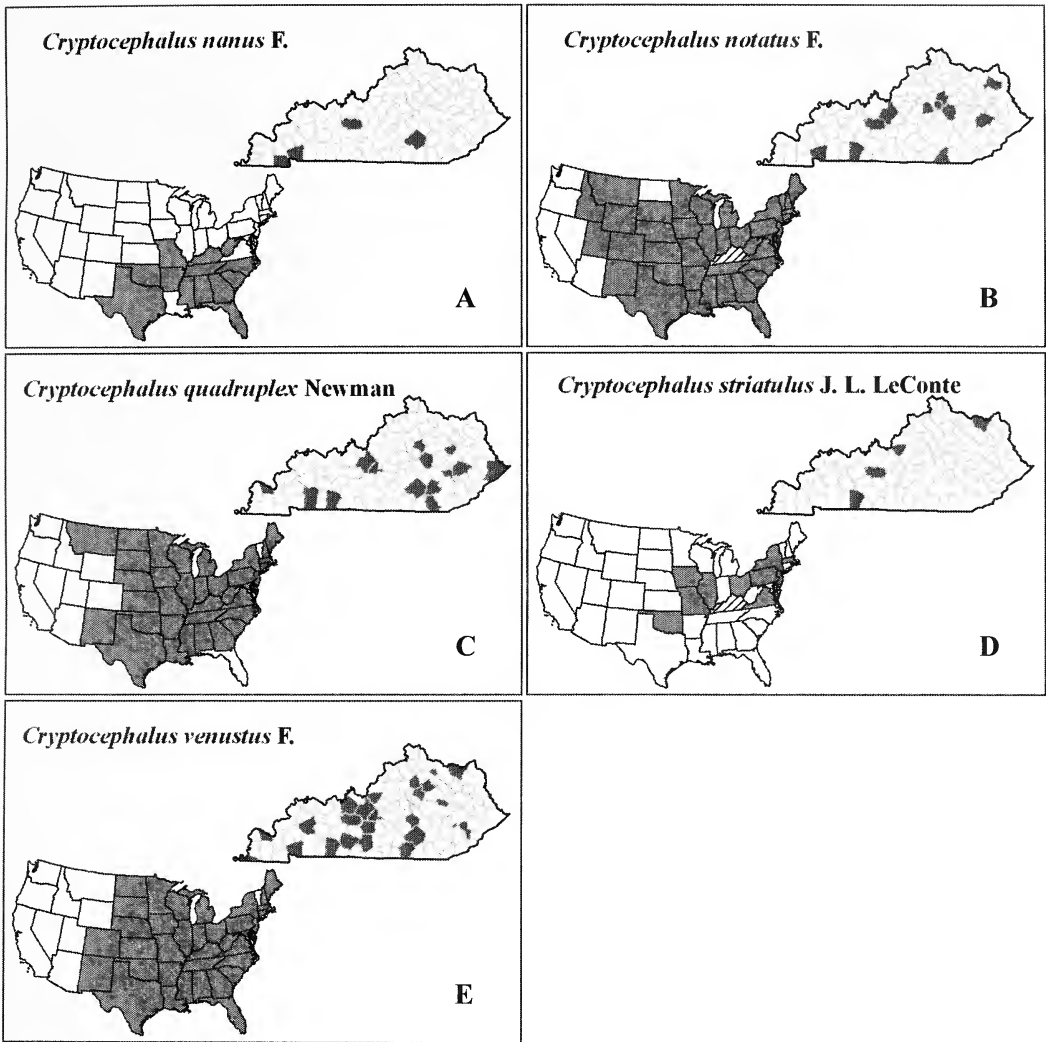 Cryptocephalus nanus F.
A
Cryptocephalus notatus F.
B
Cryptocephalus quadruplex Newman
C
Cryptocephalus striatulus J. L. LeConte
D
Cryptocephalus venustus F.
E